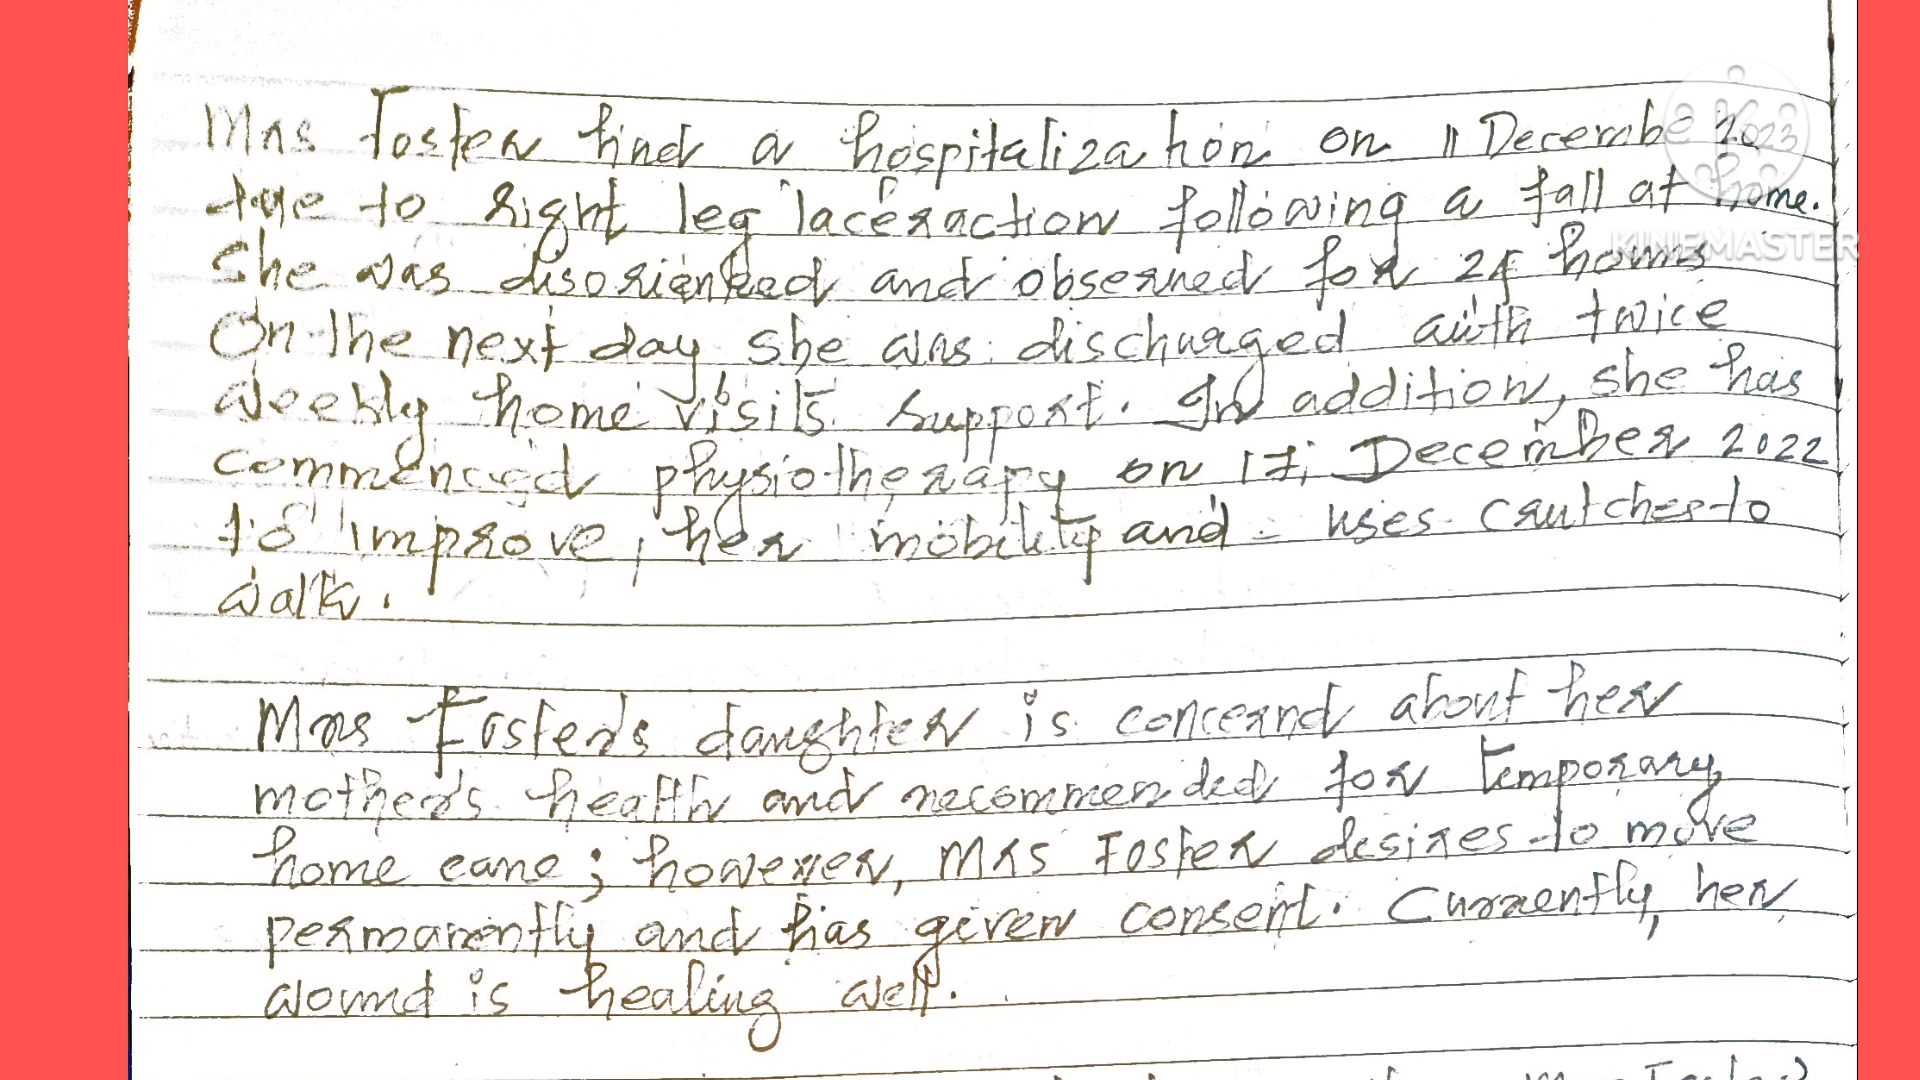 Mrs Foster had a hospitalization on 11 Decembe 2023
due to right leg laceraction following a fall at home.
She was disoriented and observed for 24 hours
On the next day she was discharged with twice
weekly home visits support. In addition, she has
commenced physiotherapy on 17, December 2022
to improve, her mobility and - uses crutches to
walk.
Mrs Foster's daughter is concernd about her
mother's health and recommended for temporary
home care; however, Mrs Foster desires to move
permanently and has given consent. Currently, her
wound is healing well.
KINEMASTER